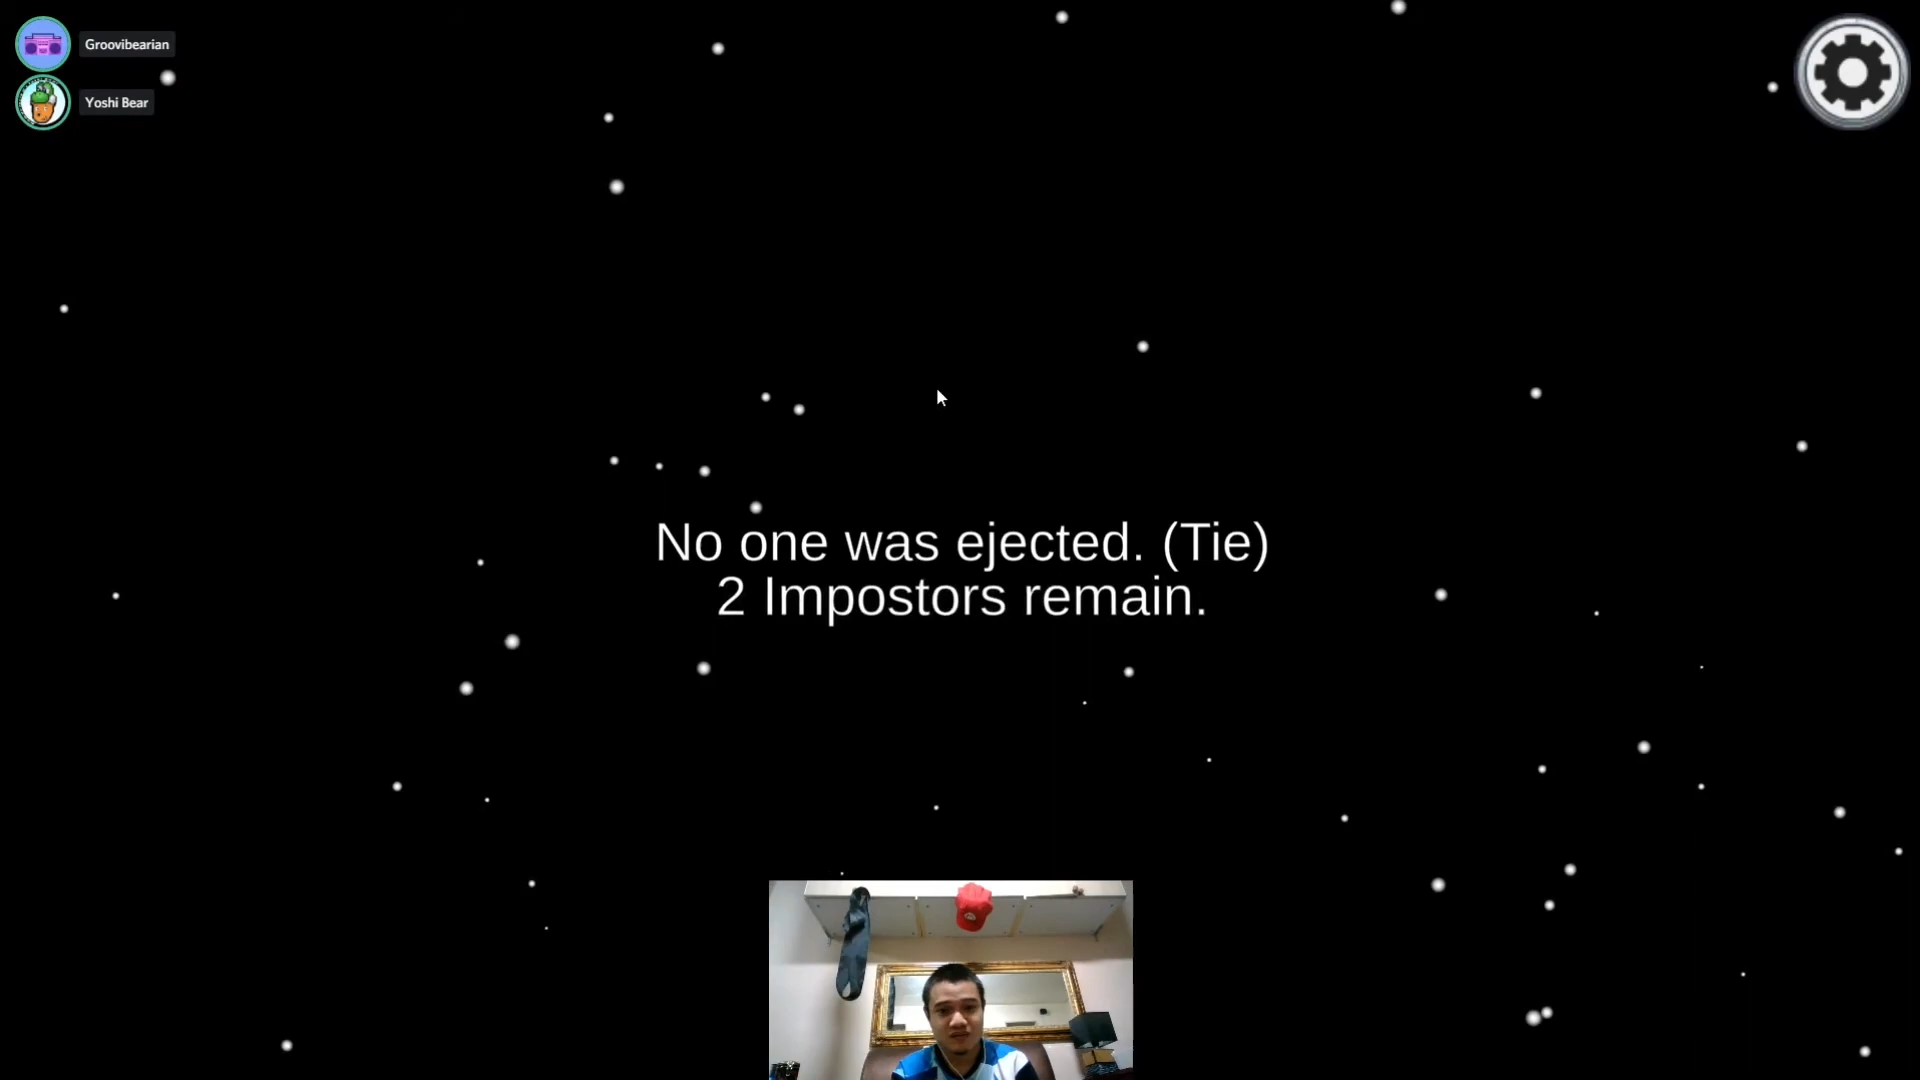 Groovibearian
Yoshi Bear
No one was ejected. (Tie)
2 Impostors remain.